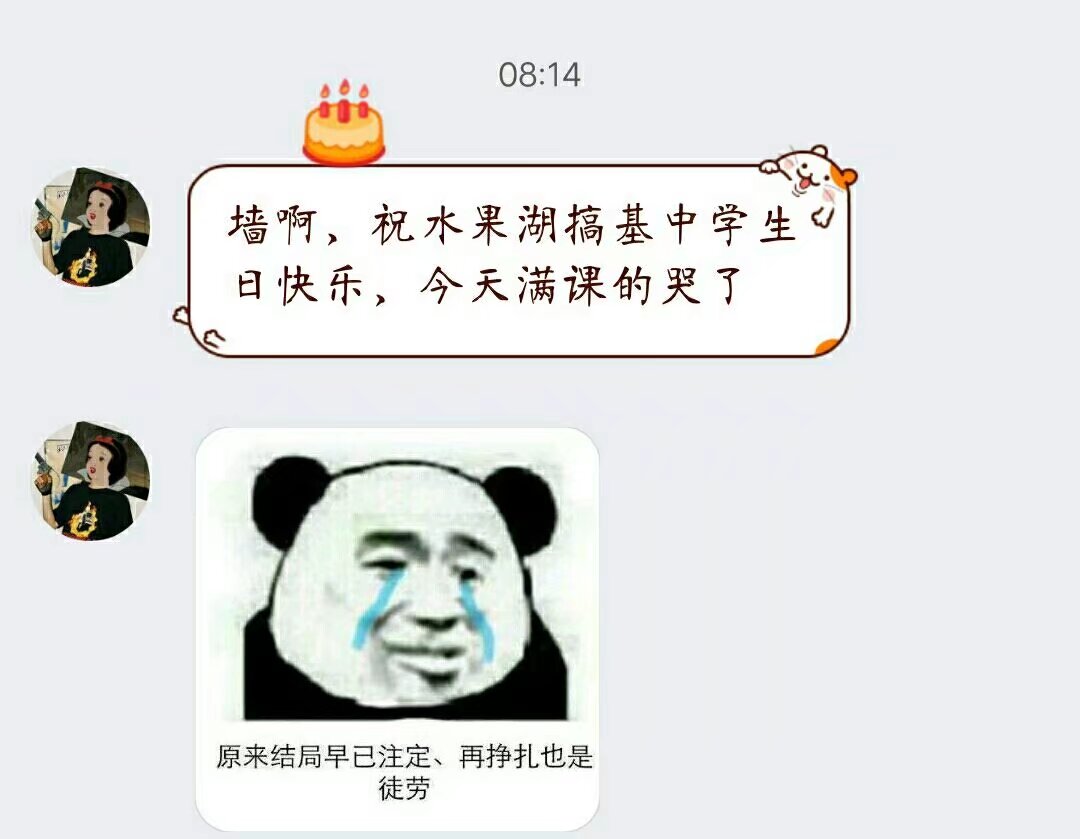 08:14
墙啊，祝水果湖搞基中学生
日快乐，今天满课的哭了
原来结局早已注定、再挣扎也是
徒劳